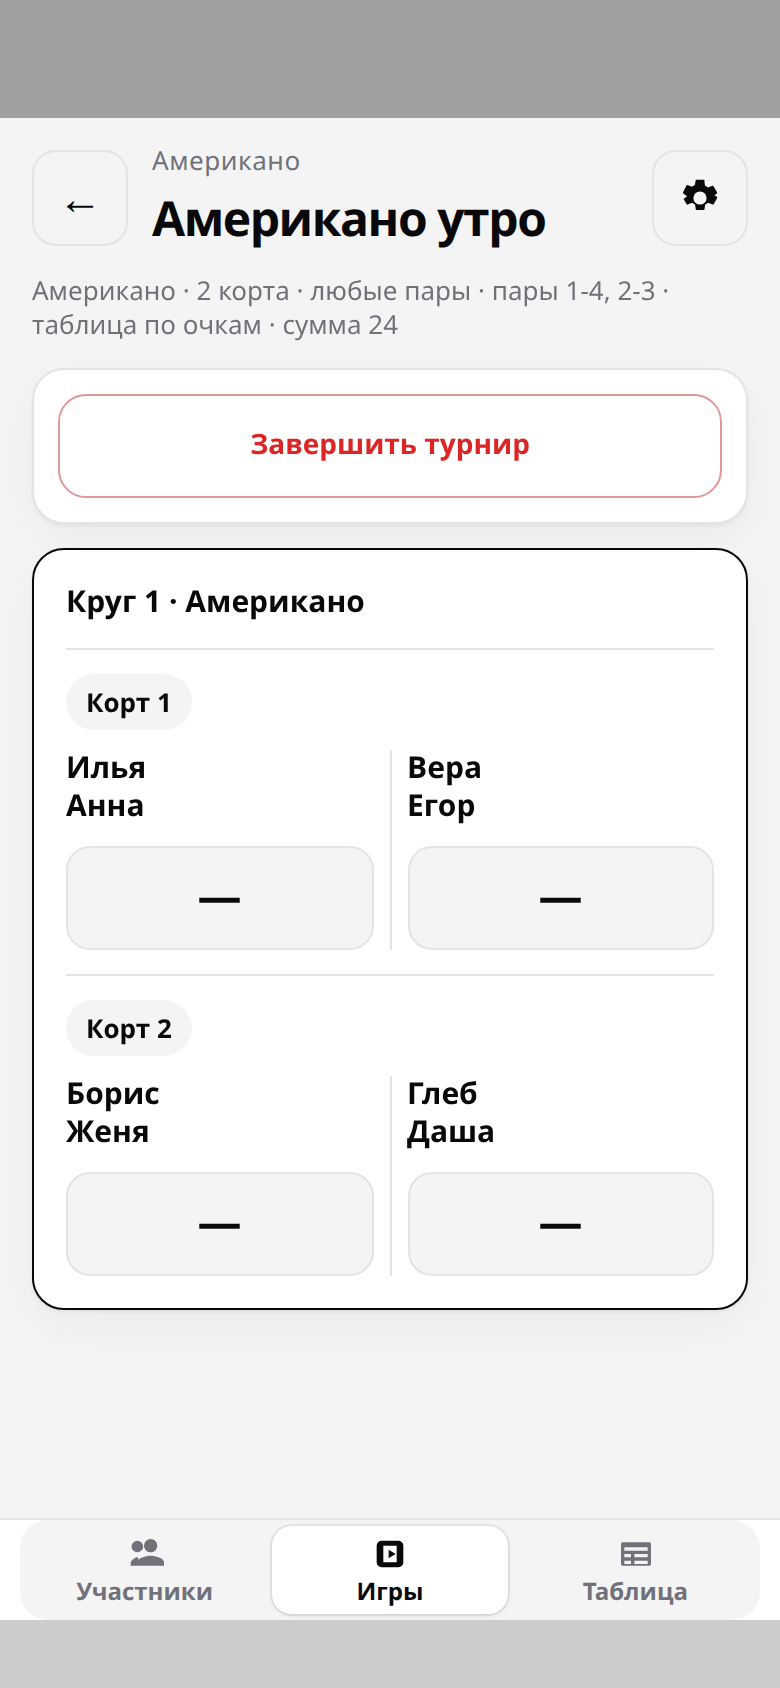 ←
Американо
Американо утро
Американо · 2 корта · любые пары · пары 1-4, 2-3 ·
таблица по очкам · сумма 24
Завершить турнир
Круг 1 · Американо
Корт 1
Илья
Анна
Вера
Егор
—
—
Корт 2
Борис
Женя
Глеб
Даша
—
—
Участники
Игры
Таблица